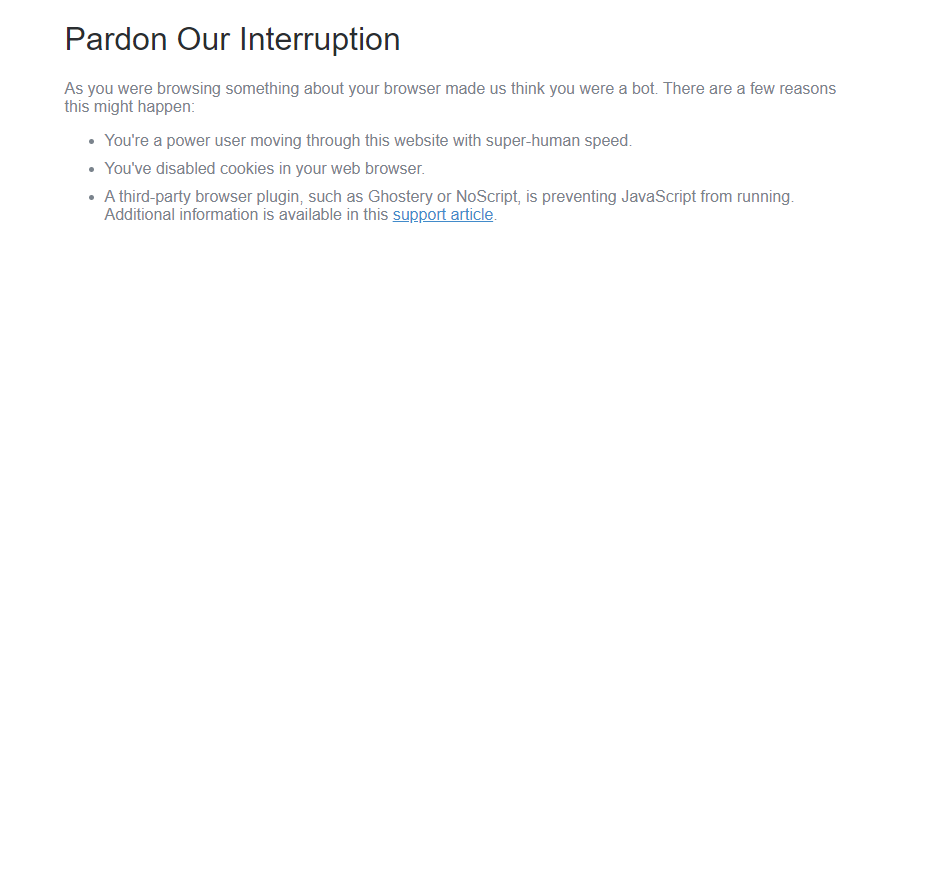 Pardon Our Interruption
As you were browsing something about your browser made us think you were a bot. There are a few reasons
this might happen:
You're a power user moving through this website with super-human speed.
You've disabled cookies in your web browser.
A third-party browser plugin, such as Ghostery or NoScript, is preventing JavaScript from running.
Additional information is available in this support article.